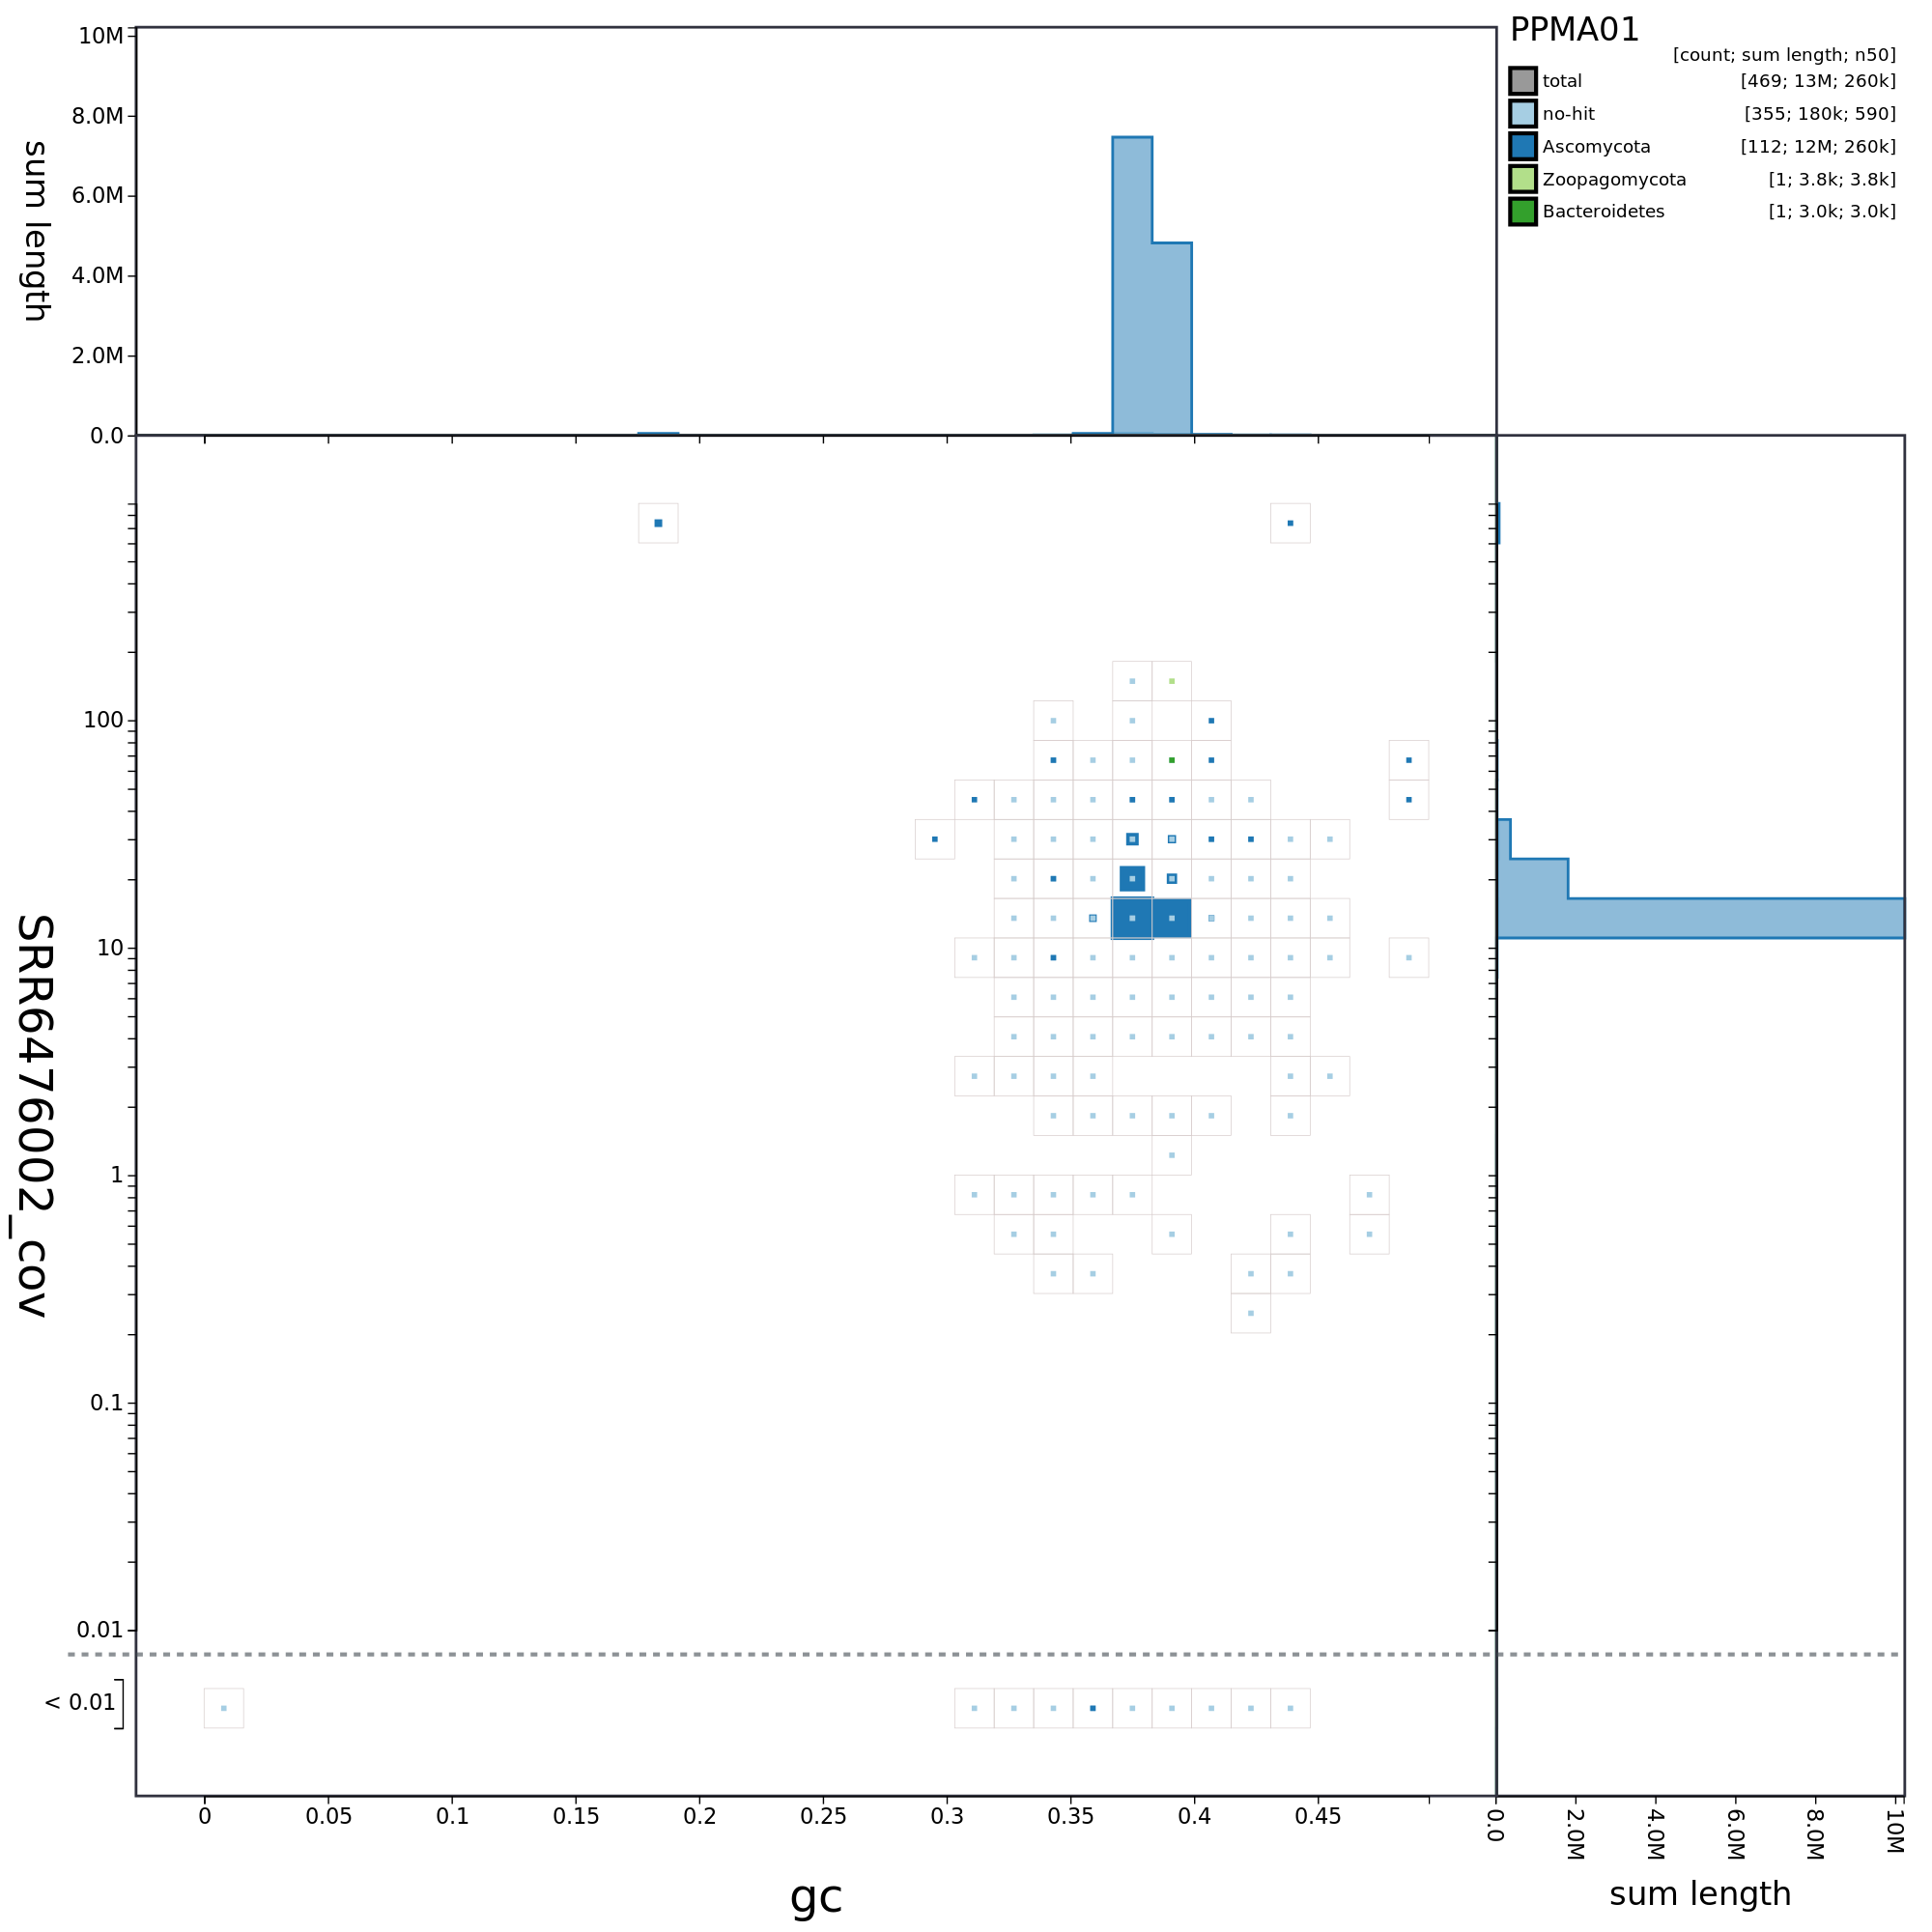 PPMA01
[count; sum length; n50]
total [469; 13M; 260k]
no-hit [355; 180k; 590]
Ascomycota [112; 12M; 260k]
Zoopagomycota [1; 3.8k; 3.8k]
Bacteroidetes [1; 3.0k; 3.0k]
sum length
10M
8.0M
6.0M
4.0M
2.0M
0.0
SRR6476002_cov
100
10
1
0.1
0.01
< 0.01
0 0.05 0.1 0.15 0.2 0.25 0.3 0.35 0.4 0.45
gc
0.0 2.0M 4.0M 6.0M 8.0M 10M
sum length